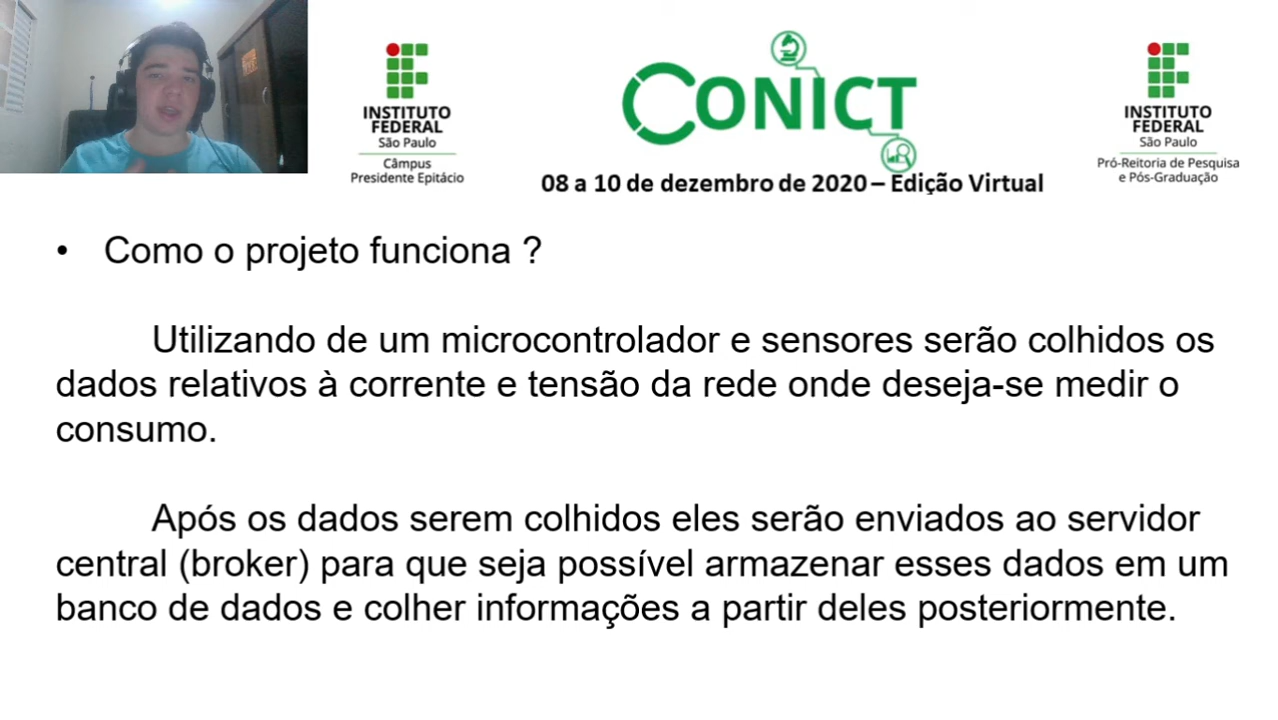 INSTITUTO
FEDERAL
São Paulo
Câmpus
Presidente Epitácio
CONICT
08 a 10 de dezembro de 2020 – Edição Virtual
INSTITUTO
FEDERAL
São Paulo
Pró-Reitoria de Pesquisa
e Pós-Graduação
• Como o projeto funciona ?
Utilizando de um microcontrolador e sensores serão colhidos os
dados relativos à corrente e tensão da rede onde deseja-se medir o
consumo.
Após os dados serem colhidos eles serão enviados ao servidor
central (broker) para que seja possível armazenar esses dados em um
banco de dados e colher informações a partir deles posteriormente.